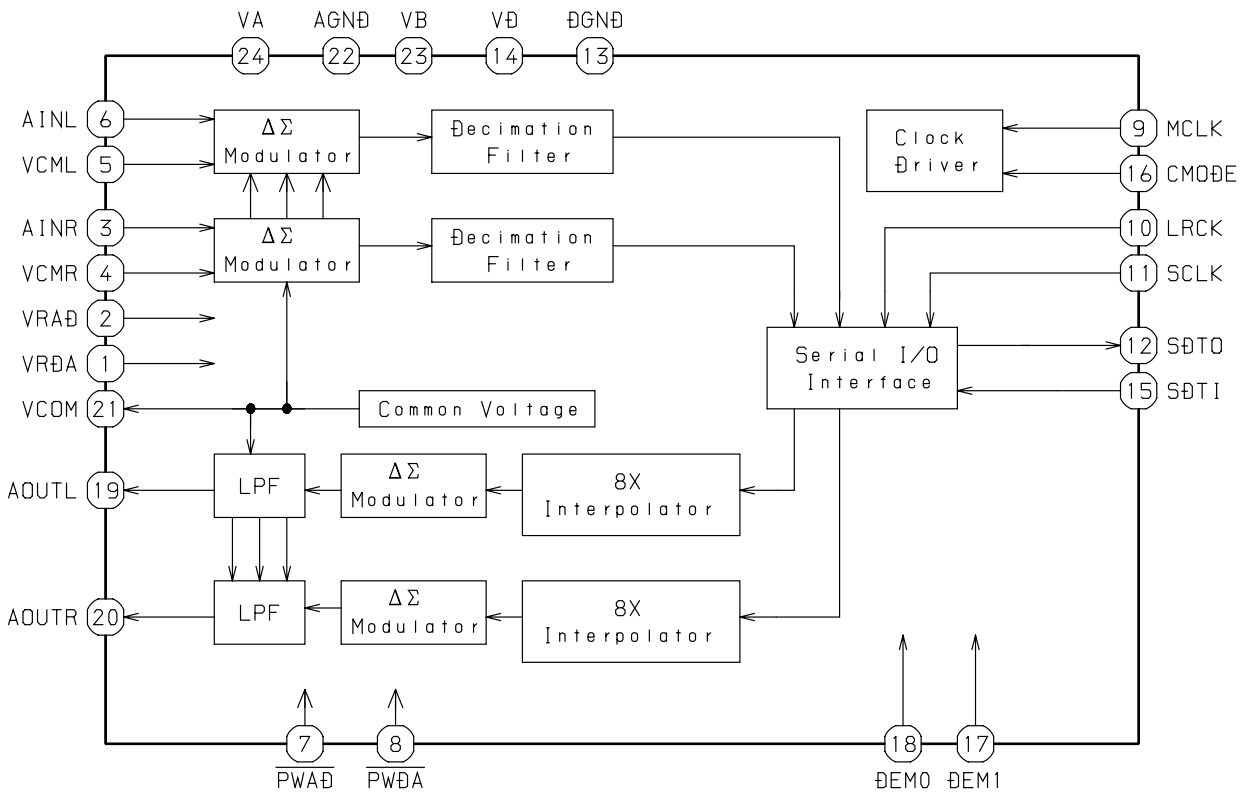 VA AGND VB VD DGND
24 22 23 14 13
AINL 6
VCML 5
AINR 3
VCMR 4
VRAD 2
VRDA 1
VCOM 21
AOUTL 19
AOUTR 20
ΔΣ
Modulator
Decimation
Filter
ΔΣ
Modulator
Decimation
Filter
Clock
Driver
9 MCLK
16 CMODE
10 LRCK
11 SCLK
12 SDTO
15 SDTI
Serial I/O
Interface
Common Voltage
LPF
ΔΣ
Modulator
8X
Interpolator
LPF
ΔΣ
Modulator
8X
Interpolator
7 8 18 17
PWAD PWDA DEM0 DEM1